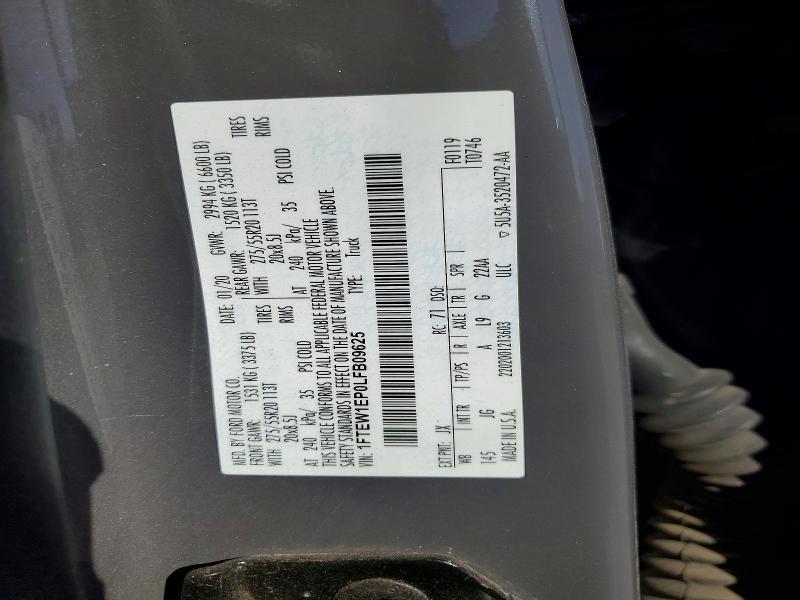 MFD. BY FORD MOTOR CO.
DATE: 01/20 GVWR: 2994 KG ( 6600 LB)
FRONT GAWR: 1531 KG ( 3375 LB) REAR GAWR: 1520 KG ( 3350 LB)
WITH 275/55R20 113T TIRES WITH 275/55R20 113T TIRES
20x8.5J RIMS 20x8.5J RIMS
AT 240 kPa/ 35 PSI COLD AT 240 kPa/ 35 PSI COLD
THIS VEHICLE CONFORMS TO ALL APPLICABLE FEDERAL MOTOR VEHICLE
SAFETY STANDARDS IN EFFECT ON THE DATE OF MANUFACTURE SHOWN ABOVE.
VIN: 1FTEW1EP0LFB09625 TYPE: Truck
F0119
EXT PNT: JX RC: 71 DSO: T0746
WB INT TR TP/PS R AXLE TR SPR
145 JG A L9 G 22AA
MADE IN U.S.A. 2202001213603 ULC ▽ 5U5A-3520472-AA